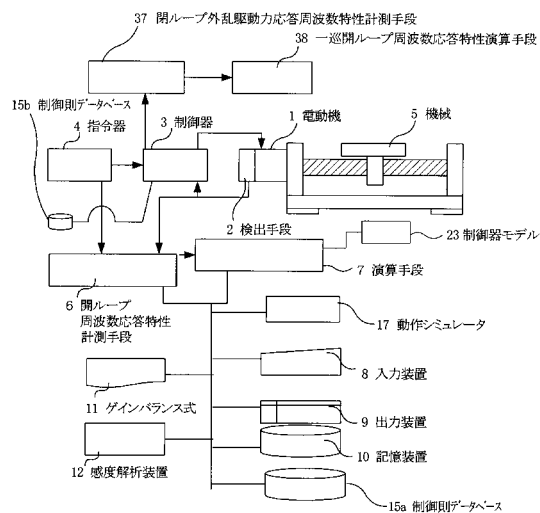 37 閉ループ外乱駆動力応答周波数特性計測手段
38 一巡開ループ周波数応答特性演算手段
15b 制御則データベース
4 指令器
3 制御器
1 電動機
5 機械
2 検出手段
23 制御器モデル
7 演算手段
6 開ループ
周波数応答特性
計測手段
17 動作シミュレータ
8 入力装置
11 ゲインバランス式
9 出力装置
10 記憶装置
12 感度解析装置
15a 制御則データベース